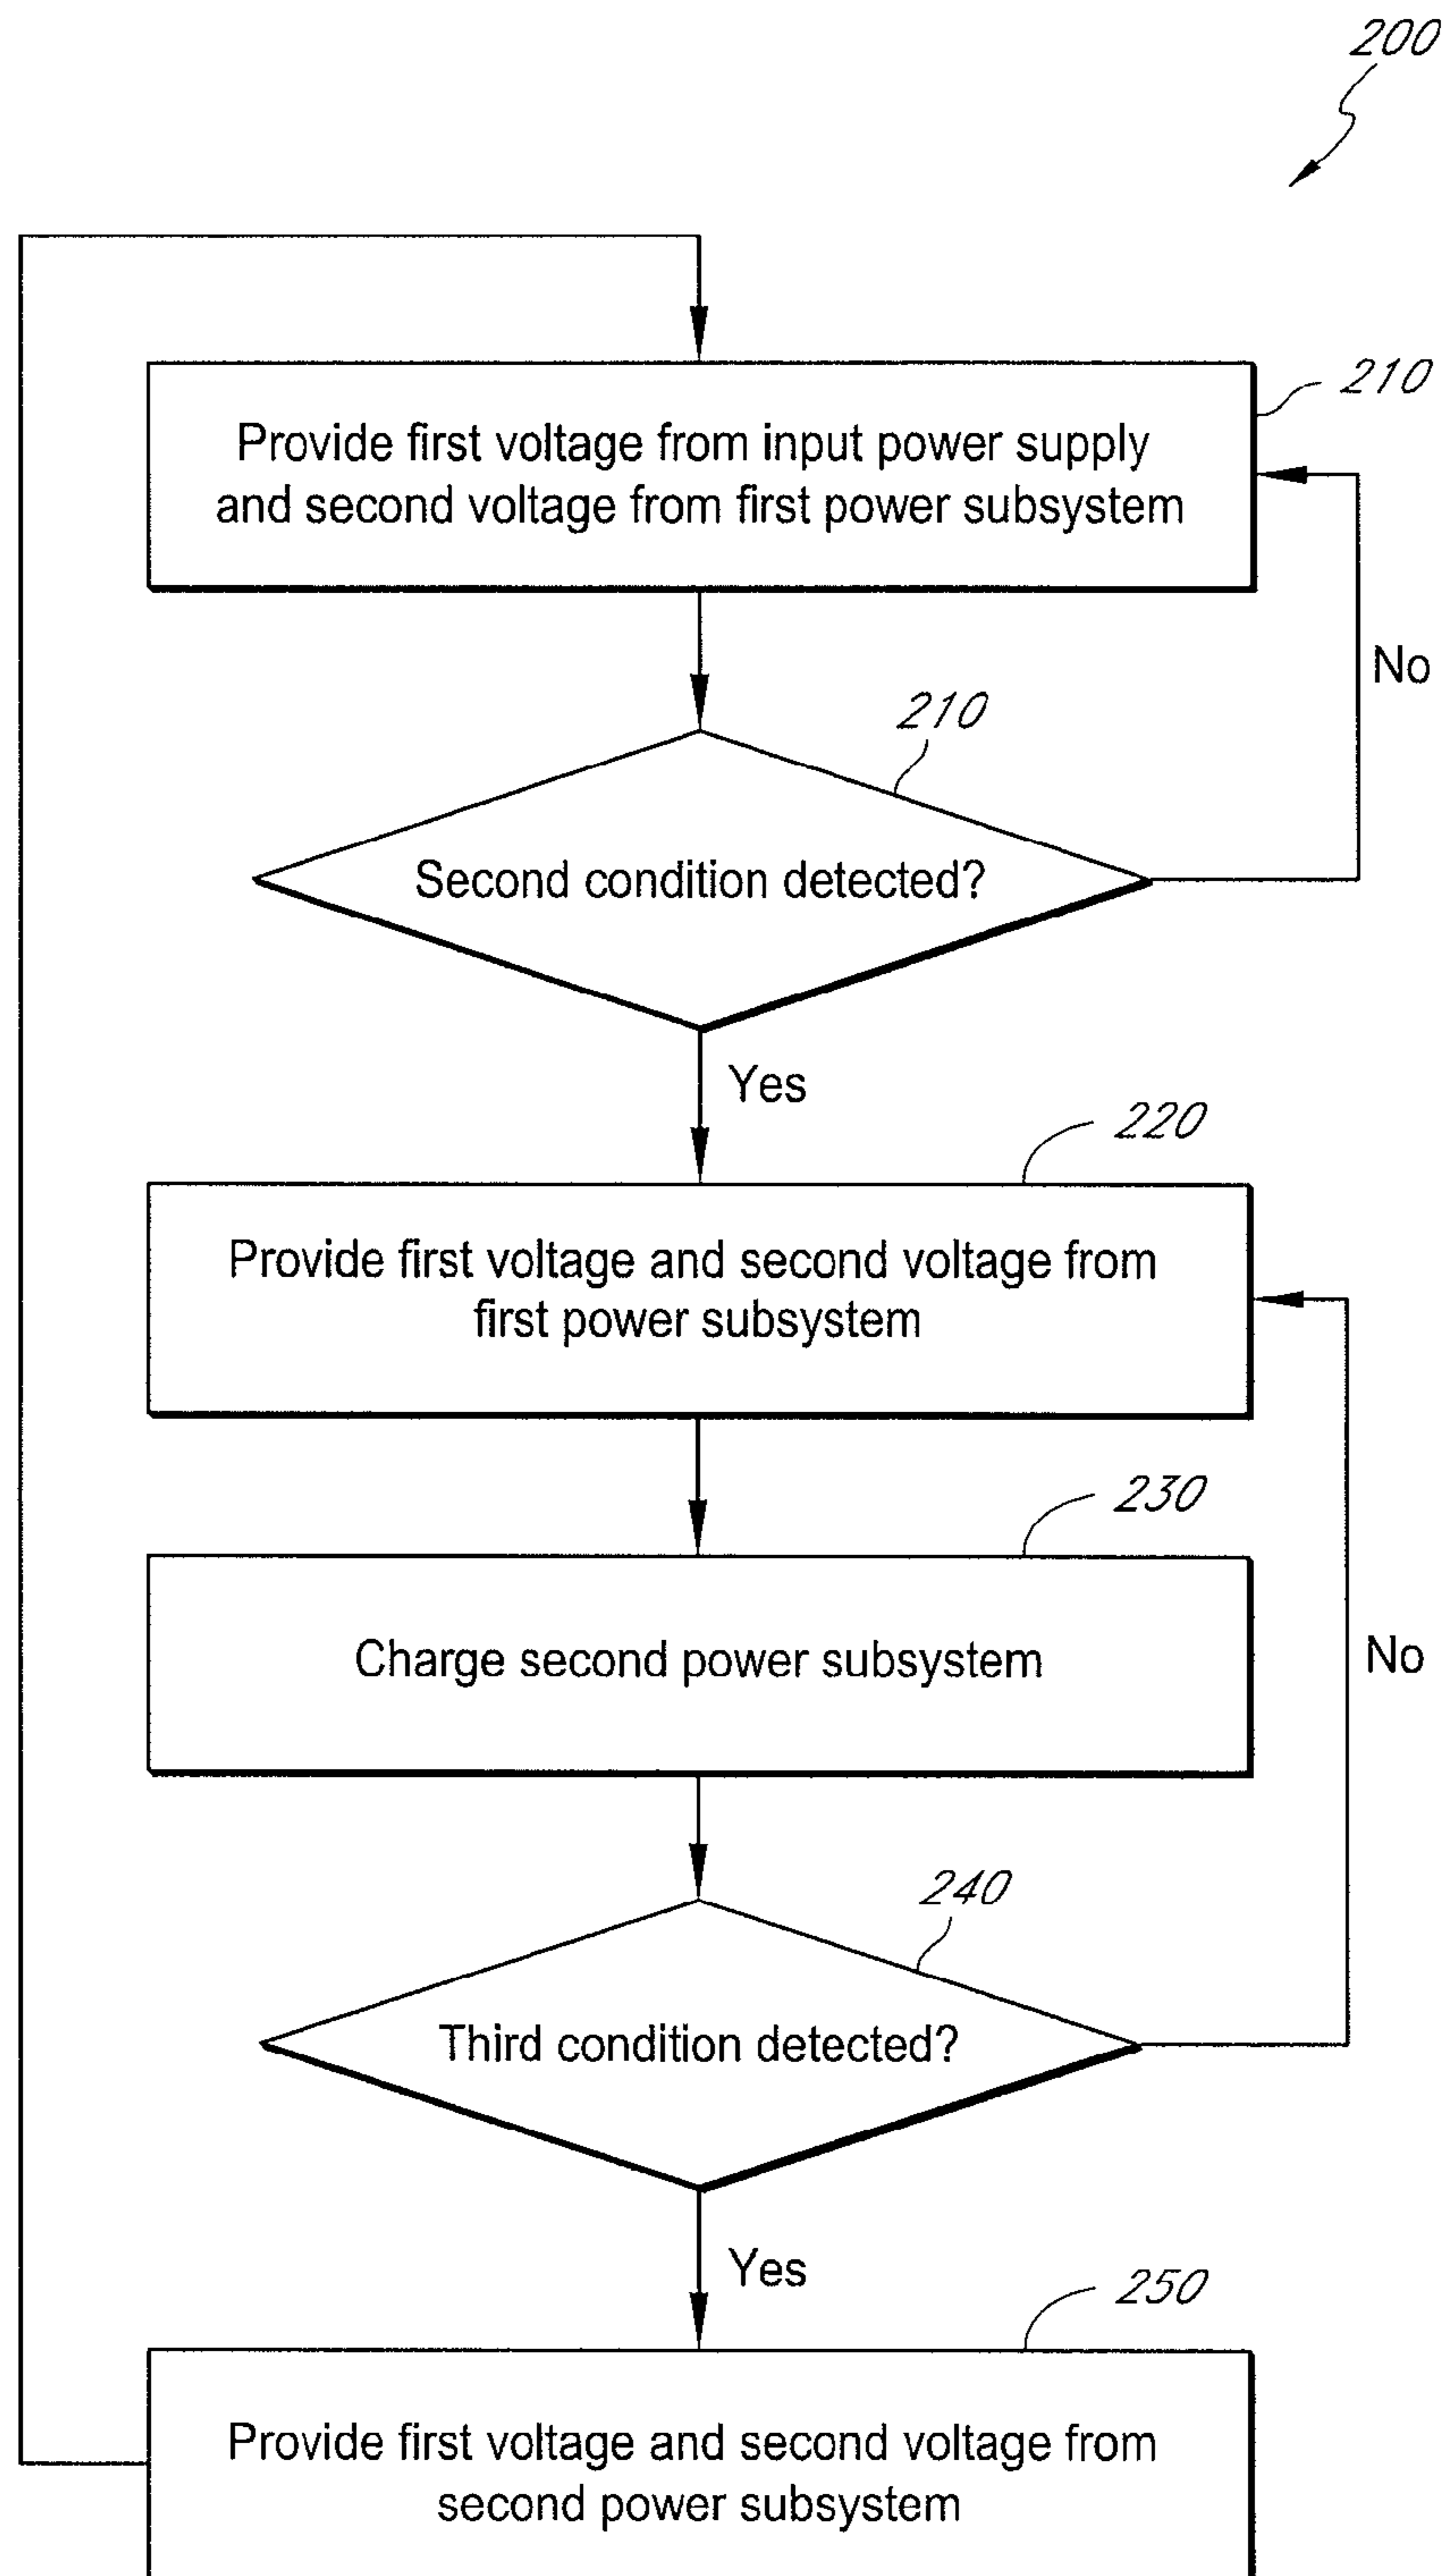 200
210
Provide first voltage from input power supply
and second voltage from first power subsystem
No
210
Second condition detected?
Yes
220
Provide first voltage and second voltage from
first power subsystem
230
Charge second power subsystem
No
240
Third condition detected?
Yes
250
Provide first voltage and second voltage from
second power subsystem